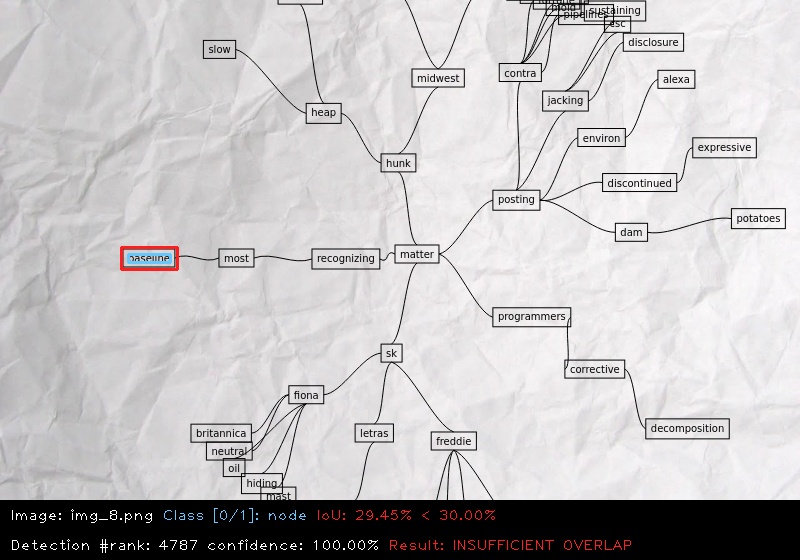 sustaining
pipelines
esc
disclosure
slow
contra
midwest
alexa
jacking
heap
environ
expressive
hunk
discontinued
posting
potatoes
dam
baseline
most
recognizing
matter
programmers
sk
corrective
fiona
britannica
letras
decomposition
freddie
neutral
oil
hiding
mast
Image: img_8.png Class [0/1]: node IoU: 29.45% < 30.00%
Detection #rank: 4787 confidence: 100.00% Result: INSUFFICIENT OVERLAP